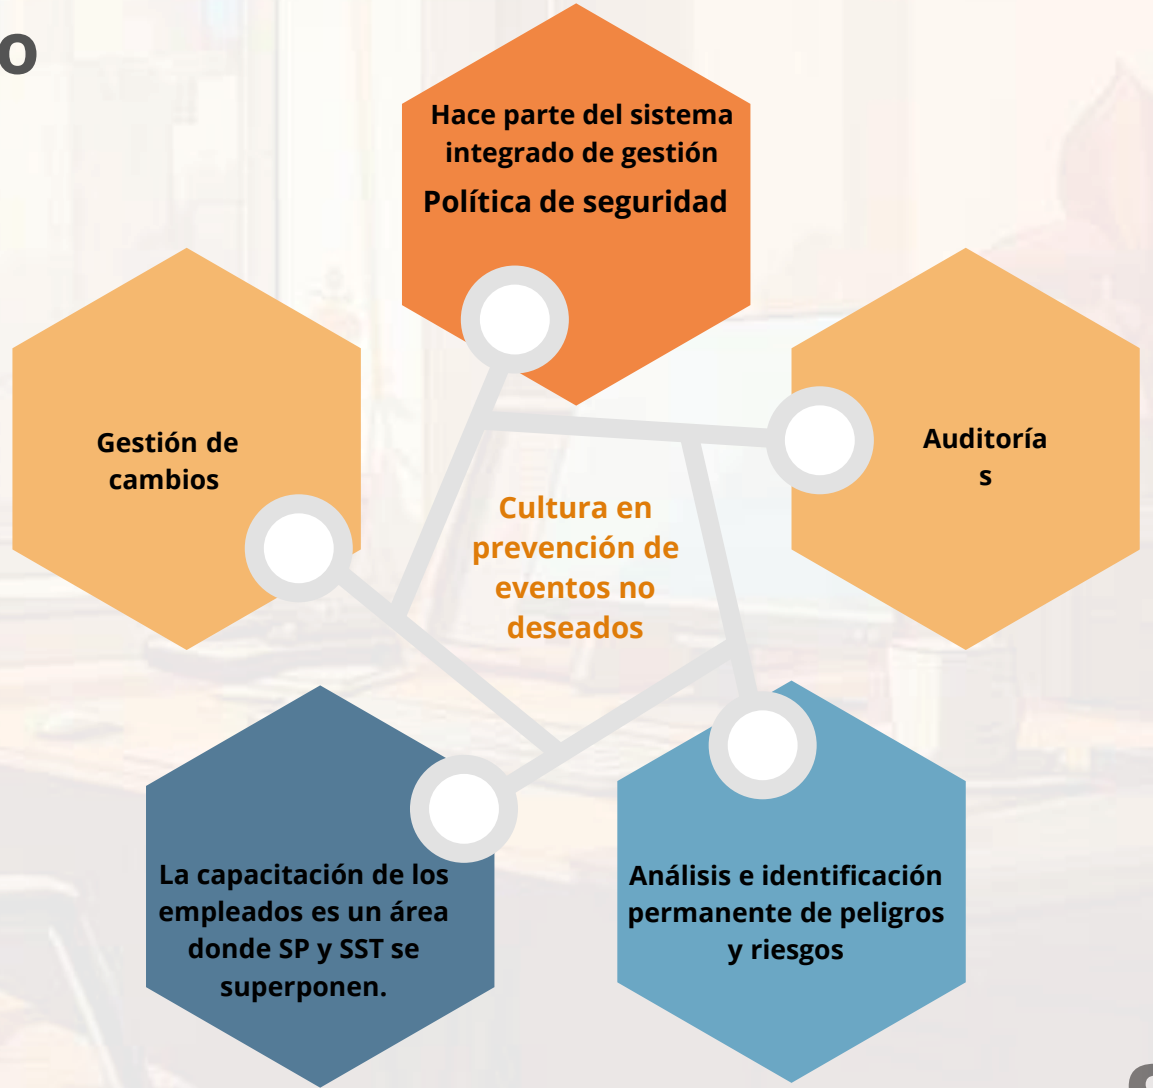 o
Hace parte del sistema
integrado de gestión
Política de seguridad
Gestión de
cambios
Auditoría
s
Cultura en
prevención de
eventos no
deseados
La capacitación de los
empleados es un área
donde SP y SST se
superponen.
Análisis e identificación
permanente de peligros
y riesgos